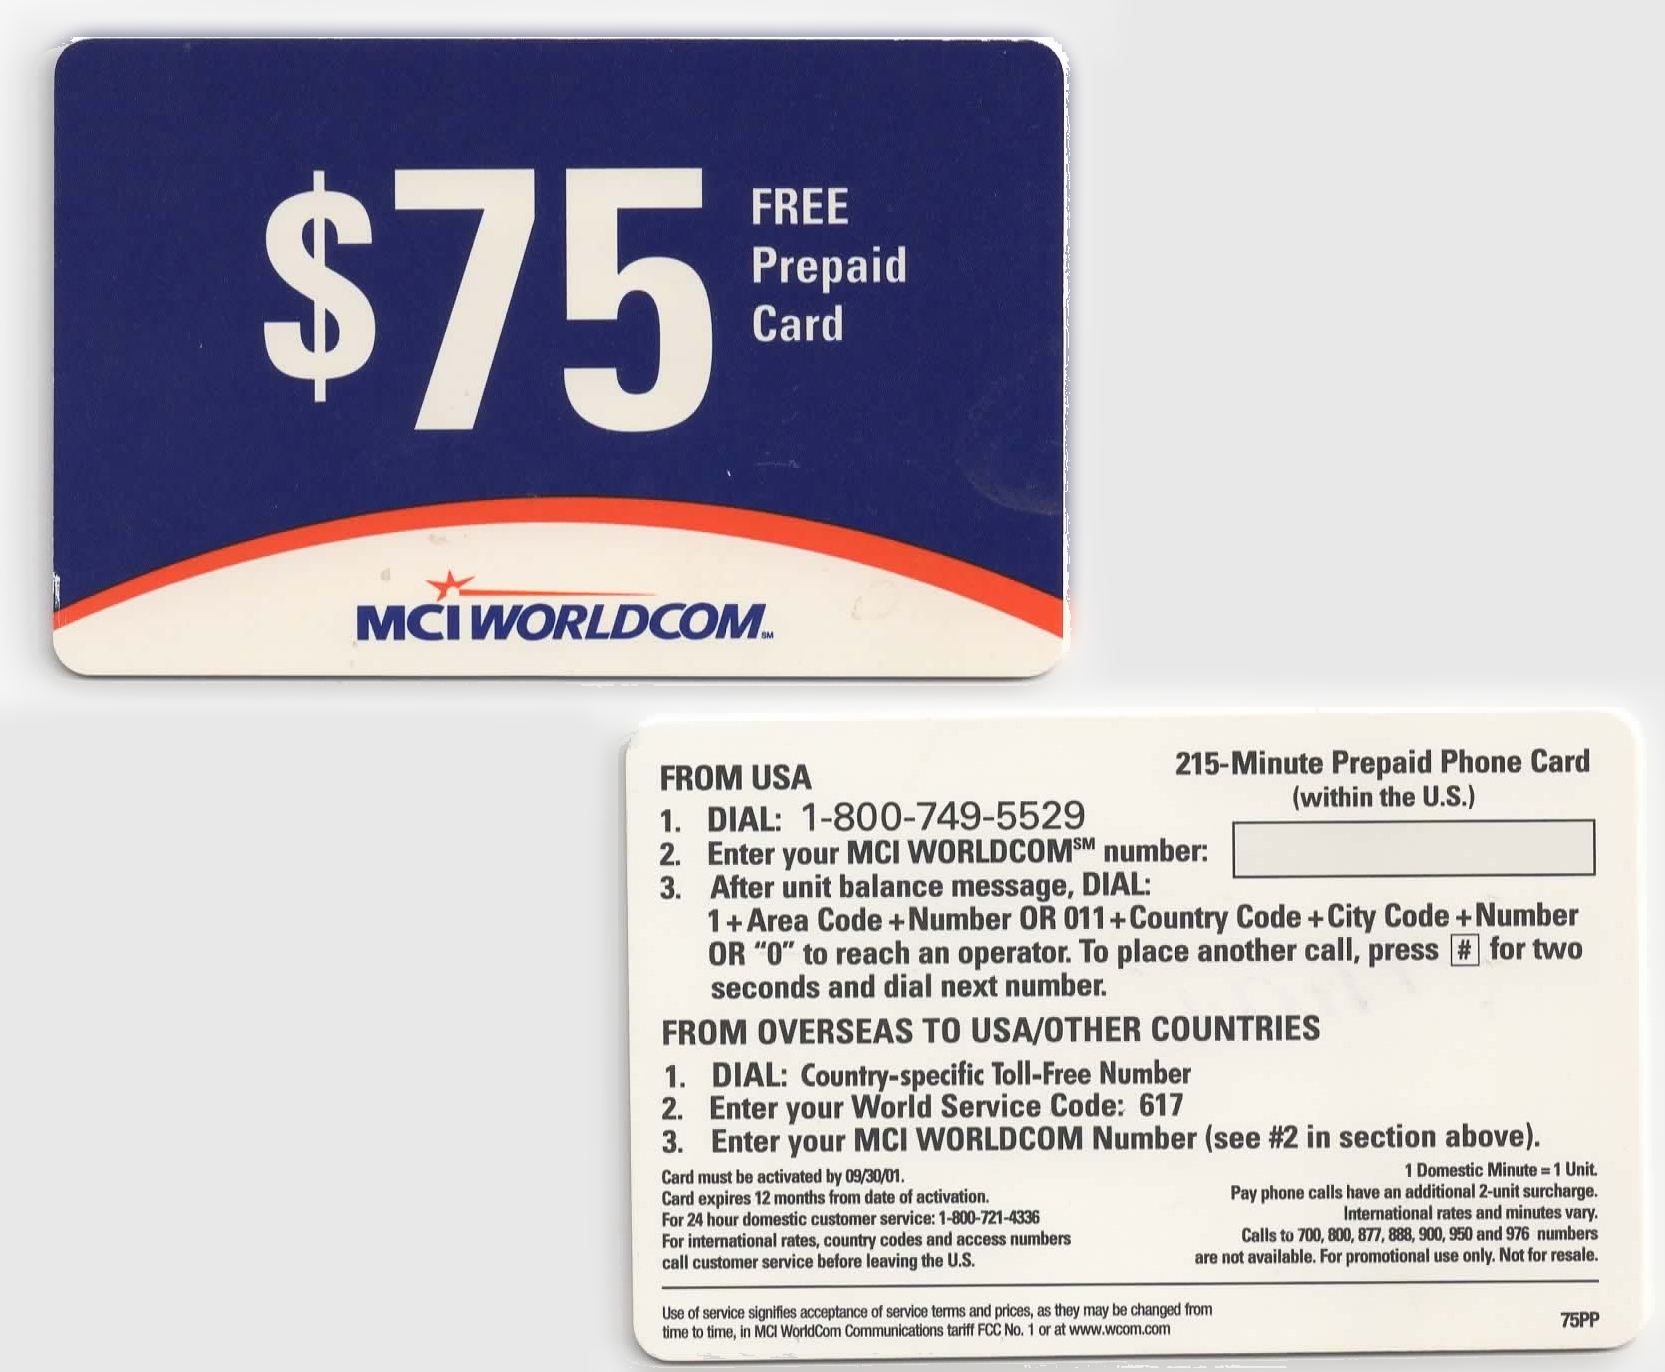 $75
FREE
Prepaid
Card
MCI WORLDCOM SM
FROM USA
215-Minute Prepaid Phone Card
(within the U.S.)
1. DIAL: 1-800-749-5529
2. Enter your MCI WORLDCOM℠ number:
3. After unit balance message, DIAL:
1+Area Code+Number OR 011+Country Code+City Code+Number
OR "0" to reach an operator. To place another call, press # for two
seconds and dial next number.
FROM OVERSEAS TO USA/OTHER COUNTRIES
1. DIAL: Country-specific Toll-Free Number
2. Enter your World Service Code: 617
3. Enter your MCI WORLDCOM Number (see #2 in section above).
Card must be activated by 09/30/01.
Card expires 12 months from date of activation.
For 24 hour domestic customer service: 1-800-721-4336
For international rates, country codes and access numbers
call customer service before leaving the U.S.
1 Domestic Minute = 1 Unit.
Pay phone calls have an additional 2-unit surcharge.
International rates and minutes vary.
Calls to 700, 800, 877, 888, 900, 950 and 976 numbers
are not available. For promotional use only. Not for resale.
Use of service signifies acceptance of service terms and prices, as they may be changed from
time to time, in MCI WorldCom Communications tariff FCC No. 1 or at www.wcom.com
75PP